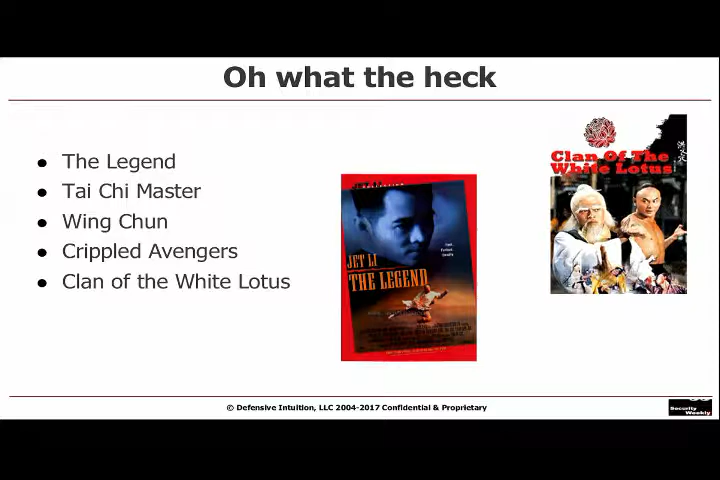 Oh what the heck
● The Legend
● Tai Chi Master
● Wing Chun
● Crippled Avengers
● Clan of the White Lotus
JET LI
THE LEGEND
Clan Of The
White Lotus
© Defensive Intuition, LLC 2004-2017 Confidential & Proprietary
Security
Weekly